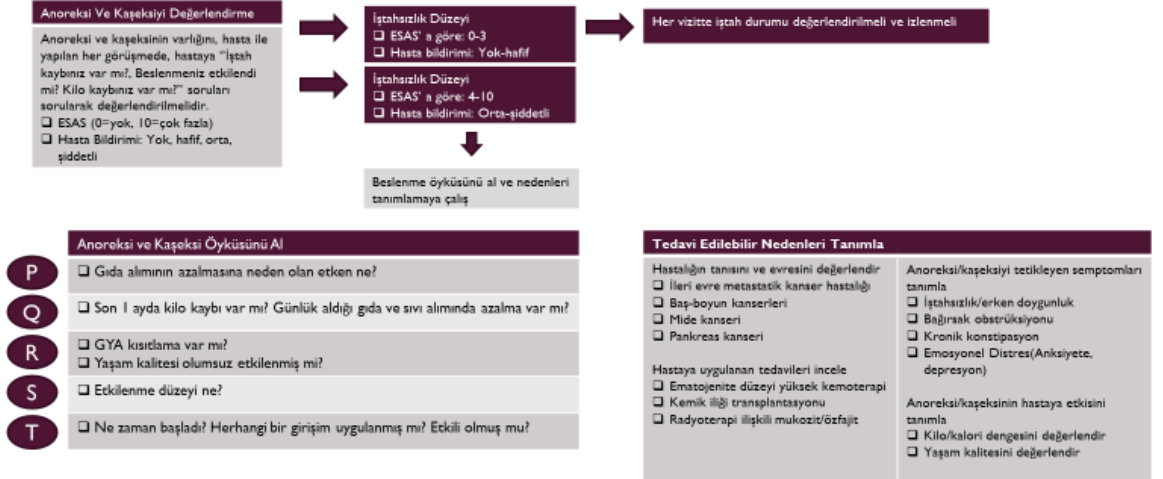 Anoreksi Ve Kaşeksiyi Değerlendirme
Anoreksi ve kaşeksinin varlığını, hasta ile
yapılan her görüşmede, hastaya "İştah
kaybınız var mı?, Beslenmeniz etkilendi
mi? Kilo kaybınız var mı?" soruları
sorularak değerlendirilmelidir.
❑ ESAS (0=yok, 10=çok fazla)
❑ Hasta Bildirimi: Yok, hafif, orta,
şiddetli
İştahsızlık Düzeyi
❑ ESAS' a göre: 0-3
❑ Hasta bildirimi: Yok-hafif
İştahsızlık Düzeyi
❑ ESAS' a göre: 4-10
❑ Hasta bildirimi: Orta-şiddetli
Her vizitte iştah durumu değerlendirilmeli ve izlenmeli
Beslenme öyküsünü al ve nedenleri
tanımlamaya çalış
Anoreksi ve Kaşeksi Öyküsünü Al
P
❑ Gıda alımının azalmasına neden olan etken ne?
Q
❑ Son 1 ayda kilo kaybı var mı? Günlük aldığı gıda ve sıvı alımında azalma var mı?
R
❑ GYA kısıtlama var mı?
❑ Yaşam kalitesi olumsuz etkilenmiş mi?
S
❑ Etkilenme düzeyi ne?
T
❑ Ne zaman başladı? Herhangi bir girişim uygulanmış mı? Etkili olmuş mu?
Tedavi Edilebilir Nedenleri Tanımla
Hastalığın tanısını ve evresini değerlendir
❑ İleri evre metastatik kanser hastalığı
❑ Baş-boyun kanserleri
❑ Mide kanseri
❑ Pankreas kanseri
Hastaya uygulanan tedavileri incele
❑ Ematojenite düzeyi yüksek kemoterapi
❑ Kemik iliği transplantasyonu
❑ Radyoterapi ilişkili mukozit/özfajit
Anoreksi/kaşeksiyi tetikleyen semptomları
tanımla
❑ İştahsızlık/erken doygunluk
❑ Bağırsak obstrüksiyonu
❑ Kronik konstipasyon
❑ Emosyonel Distres(Anksiyete,
depresyon)
Anoreksi/kaşeksinin hastaya etkisini
tanımla
❑ Kilo/kalori dengesini değerlendir
❑ Yaşam kalitesini değerlendir